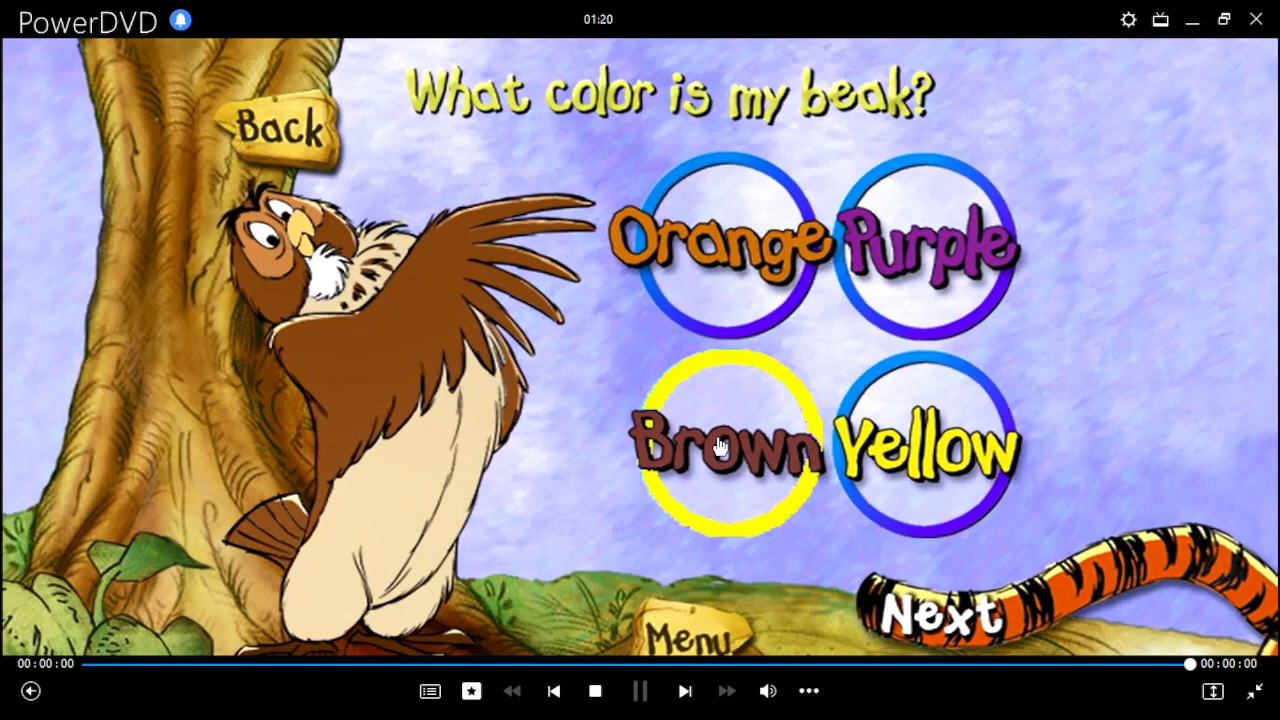 PowerDVD
01:20
What color is my beak?
Back
Orange
Purple
Brown
Yellow
Next
Menu
00:00:00
00:00:00